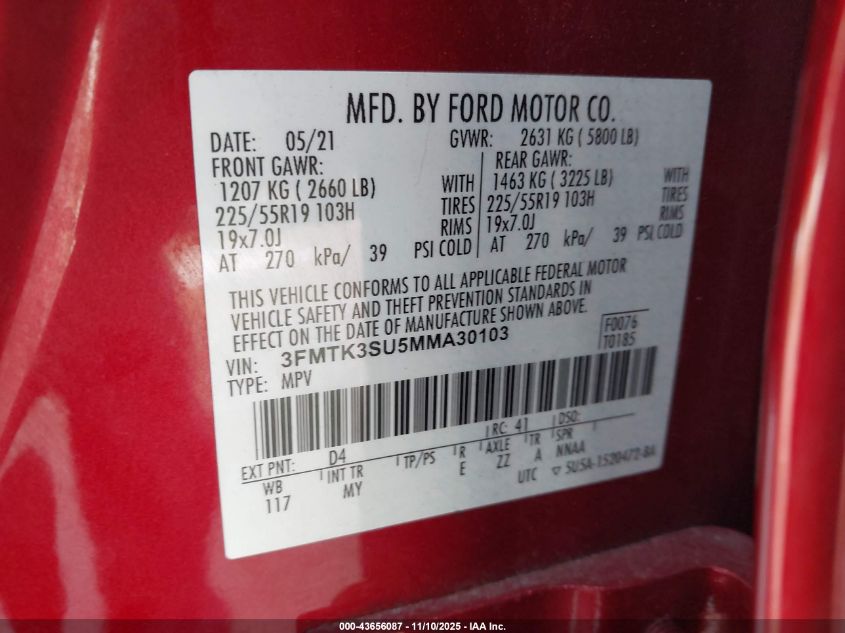 MFD. BY FORD MOTOR CO.
DATE: 05/21 GVWR: 2631 KG ( 5800 LB)
FRONT GAWR: REAR GAWR:
1207 KG ( 2660 LB) WITH 1463 KG ( 3225 LB) WITH
225/55R19 103H TIRES 225/55R19 103H TIRES
19x7.0J RIMS 19x7.0J RIMS
AT 270 kPa/ 39 PSI COLD AT 270 kPa/ 39 PSI COLD
THIS VEHICLE CONFORMS TO ALL APPLICABLE FEDERAL MOTOR
VEHICLE SAFETY AND THEFT PREVENTION STANDARDS IN
EFFECT ON THE DATE OF MANUFACTURE SHOWN ABOVE.
F0076
T0185
VIN: 3FMTK3SU5MMA30103
TYPE: MPV
RC: 41 DSO:
EXT PNT: D4
WB INT TR TP/PS R AXLE TR SPR
117 MY E ZZ A NNAA
UTC ▽ 5U5A-1520472-BA
000-43656087 - 11/10/2025 - IAA Inc.